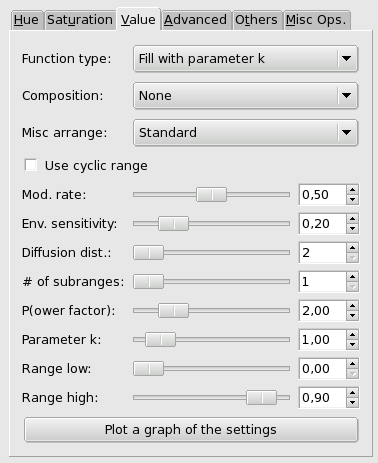 Hue Saturation Value Advanced Others Misc Ops.
Function type: Fill with parameter k
Composition: None
Misc arrange: Standard
Use cyclic range
Mod. rate: 0,50
Env. sensitivity: 0,20
Diffusion dist.: 2
# of subranges: 1
P(ower factor): 2,00
Parameter k: 1,00
Range low: 0,00
Range high: 0,90
Plot a graph of the settings